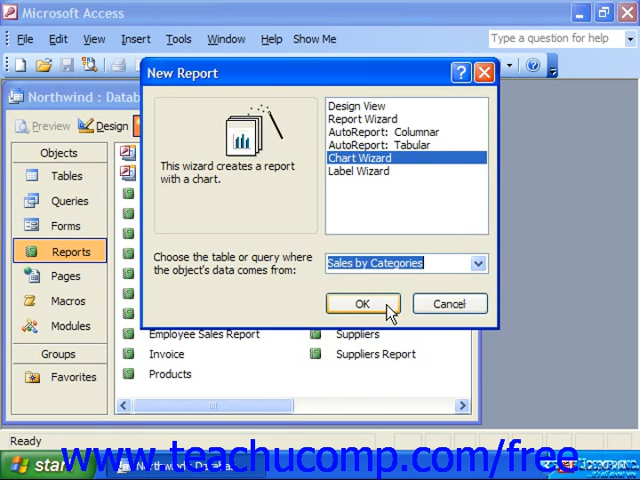 Microsoft Access
File Edit View Insert Tools Window Help Show Me
Type a question for help
New Report
Northwind : Datab
Preview Design
Objects
Tables
Queries
Forms
Reports
Pages
Macros
Modules
Groups
Favorites
This wizard creates a report
with a chart.
Design View
Report Wizard
AutoReport: Columnar
AutoReport: Tabular
Chart Wizard
Label Wizard
Choose the table or query where
the object's data comes from:
Sales by Categories
OK Cancel
Employee Sales Report
Suppliers
Invoice
Suppliers Report
Products
Ready
start
www.teachucomp.com/free